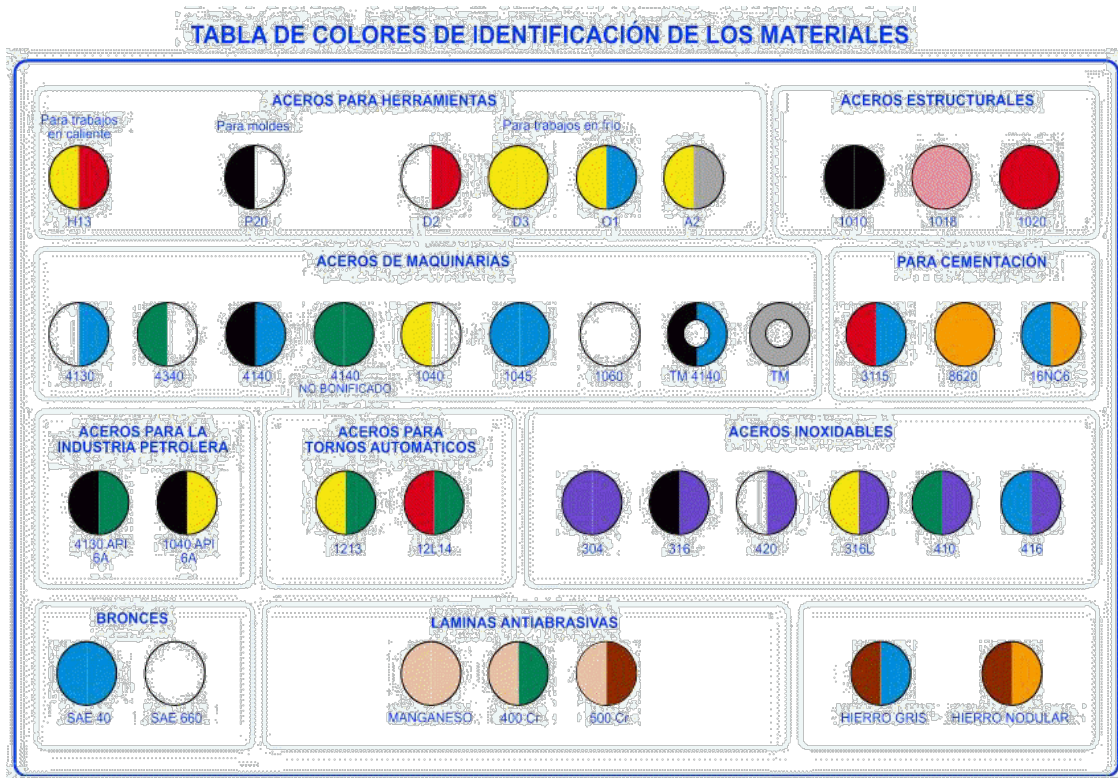 TABLA DE COLORES DE IDENTIFICACIÓN DE LOS MATERIALES
ACEROS PARA HERRAMIENTAS
Para trabajos
en caliente
Para moldes
Para trabajos en frio
H13
P20
D2
D3
O1
A2
ACEROS ESTRUCTURALES
1010
1018
1020
ACEROS DE MAQUINARIAS
4130
4340
4140
4140
NO BONIFICADO
1040
1045
1060
TM 4140
TM
PARA CEMENTACIÓN
3115
8620
16NC6
ACEROS PARA LA
INDUSTRIA PETROLERA
4130 API
6A
1040 API
6A
ACEROS PARA
TORNOS AUTOMÁTICOS
1213
12L14
ACEROS INOXIDABLES
304
316
420
316L
410
416
BRONCES
SAE 40
SAE 660
LAMINAS ANTIABRASIVAS
MANGANESO
400 Cr
500 Cr
HIERRO GRIS
HIERRO NODULAR